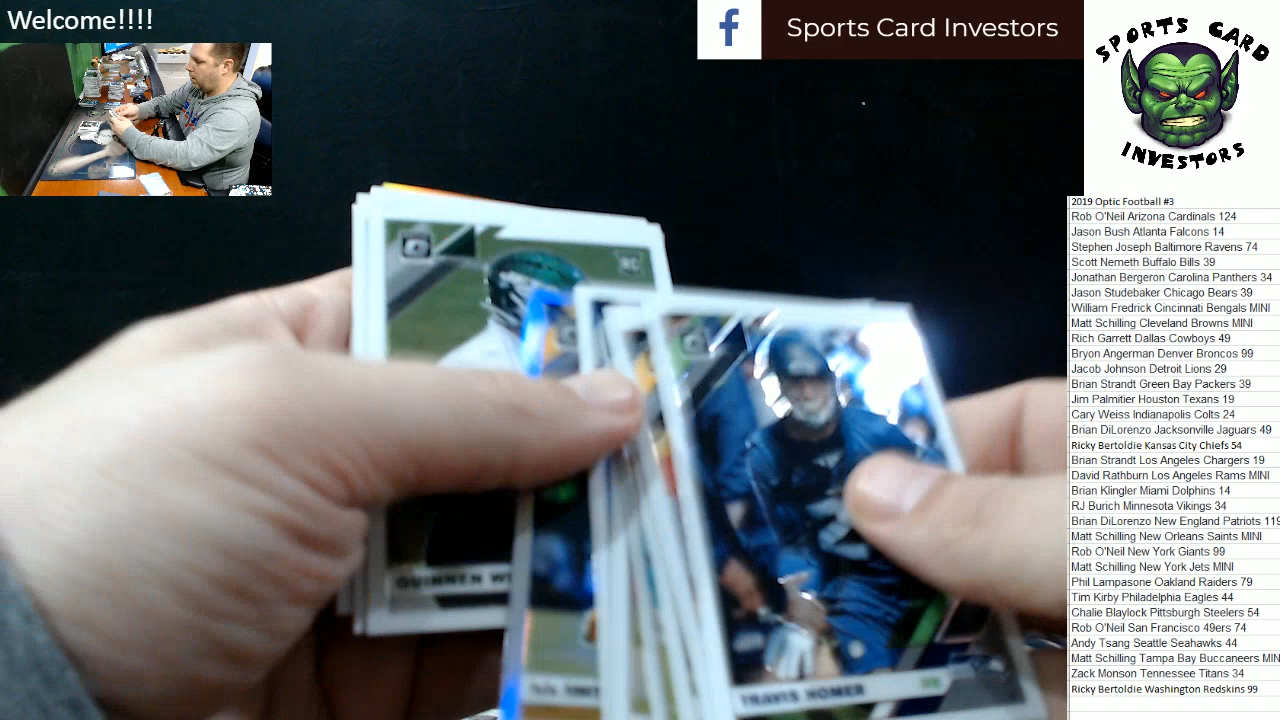 Welcome!!!!
f Sports Card Investors
SPORTS CARD
INVESTORS
2019 Optic Football #3
Rob O'Neil Arizona Cardinals 124
Jason Bush Atlanta Falcons 14
Stephen Joseph Baltimore Ravens 74
Scott Nemeth Buffalo Bills 39
Jonathan Bergeron Carolina Panthers 34
Jason Studebaker Chicago Bears 39
William Fredrick Cincinnati Bengals MINI
Matt Schilling Cleveland Browns MINI
Rich Garrett Dallas Cowboys 49
Bryon Angerman Denver Broncos 99
Jacob Johnson Detroit Lions 29
Brian Strandt Green Bay Packers 39
Jim Palmitier Houston Texans 19
Cary Weiss Indianapolis Colts 24
Brian DiLorenzo Jacksonville Jaguars 49
Ricky Bertoldie Kansas City Chiefs 54
Brian Strandt Los Angeles Chargers 19
David Rathburn Los Angeles Rams MINI
Brian Klingler Miami Dolphins 14
RJ Burich Minnesota Vikings 34
Brian DiLorenzo New England Patriots 119
Matt Schilling New Orleans Saints MINI
Rob O'Neil New York Giants 99
Matt Schilling New York Jets MINI
Phil Lampasone Oakland Raiders 79
Tim Kirby Philadelphia Eagles 44
Chalie Blaylock Pittsburgh Steelers 54
Rob O'Neil San Francisco 49ers 74
Andy Tsang Seattle Seahawks 44
Matt Schilling Tampa Bay Buccaneers MIN
Zack Monson Tennessee Titans 34
Ricky Bertoldie Washington Redskins 99
RC
QUINNEN W
TRAVIS HOMER RB